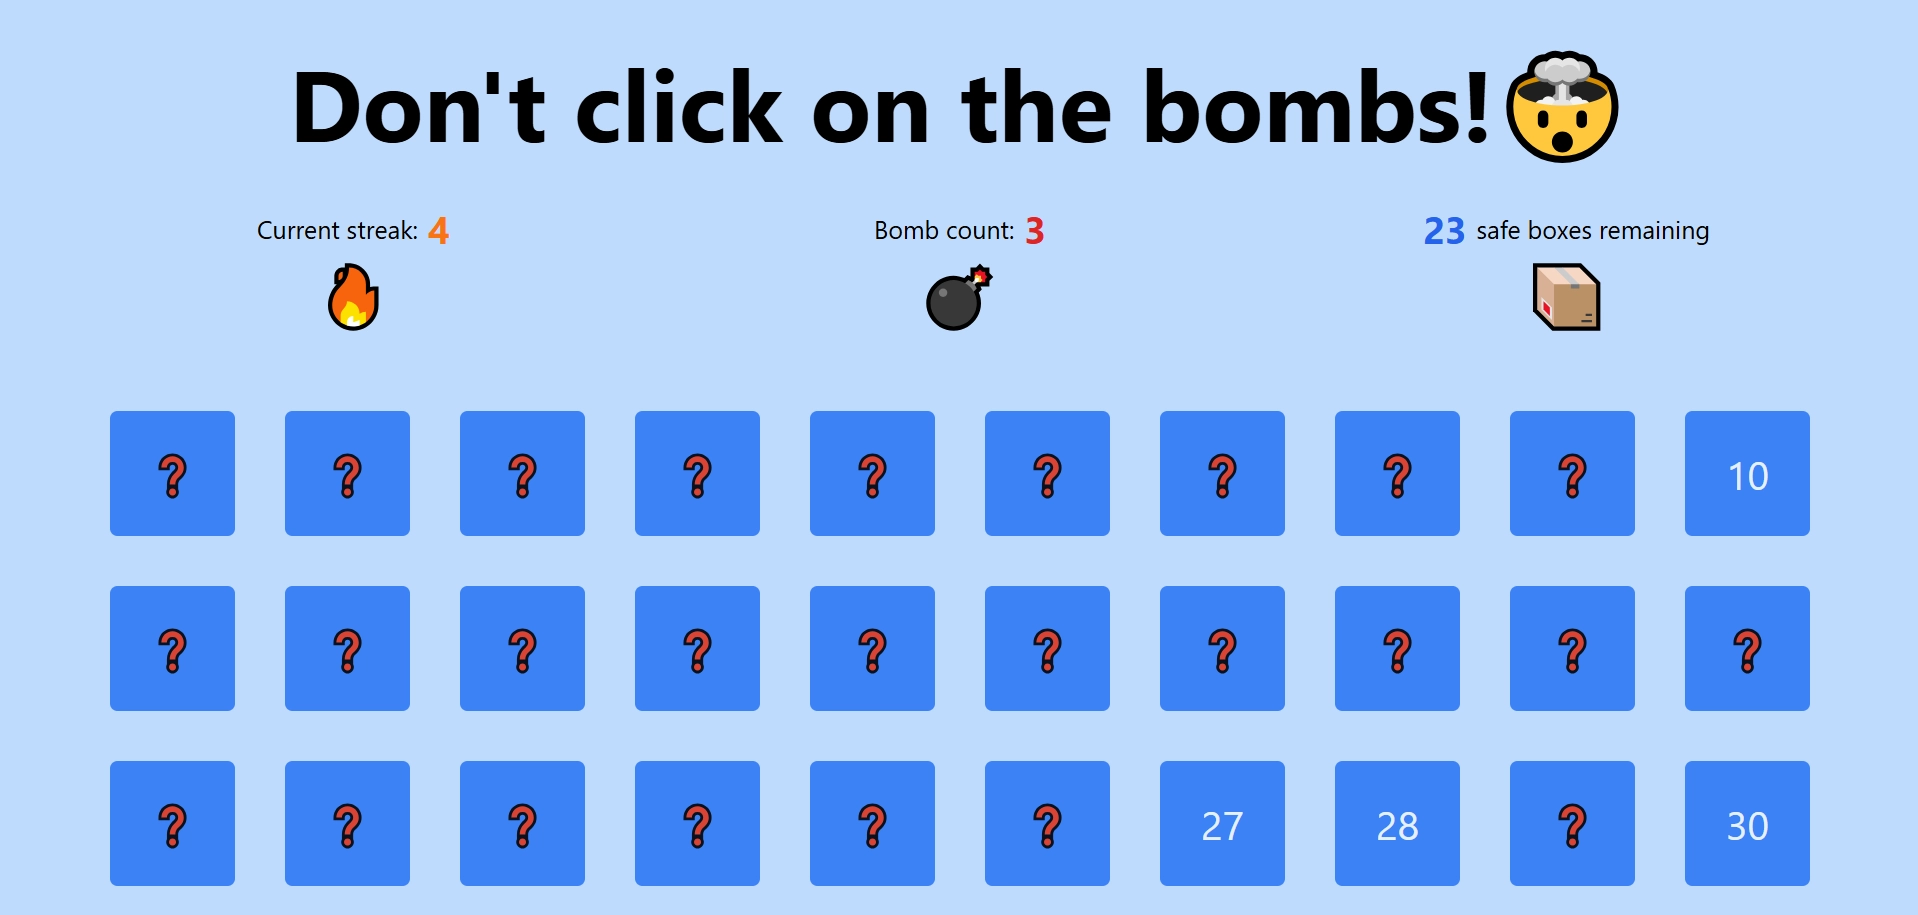 Don't click on the bombs!🤯
Current streak: 4
Bomb count: 3
23 safe boxes remaining
❓ ❓ ❓ ❓ ❓ ❓ ❓ ❓ ❓ 10
❓ ❓ ❓ ❓ ❓ ❓ ❓ ❓ ❓ ❓
❓ ❓ ❓ ❓ ❓ ❓ 27 28 ❓ 30